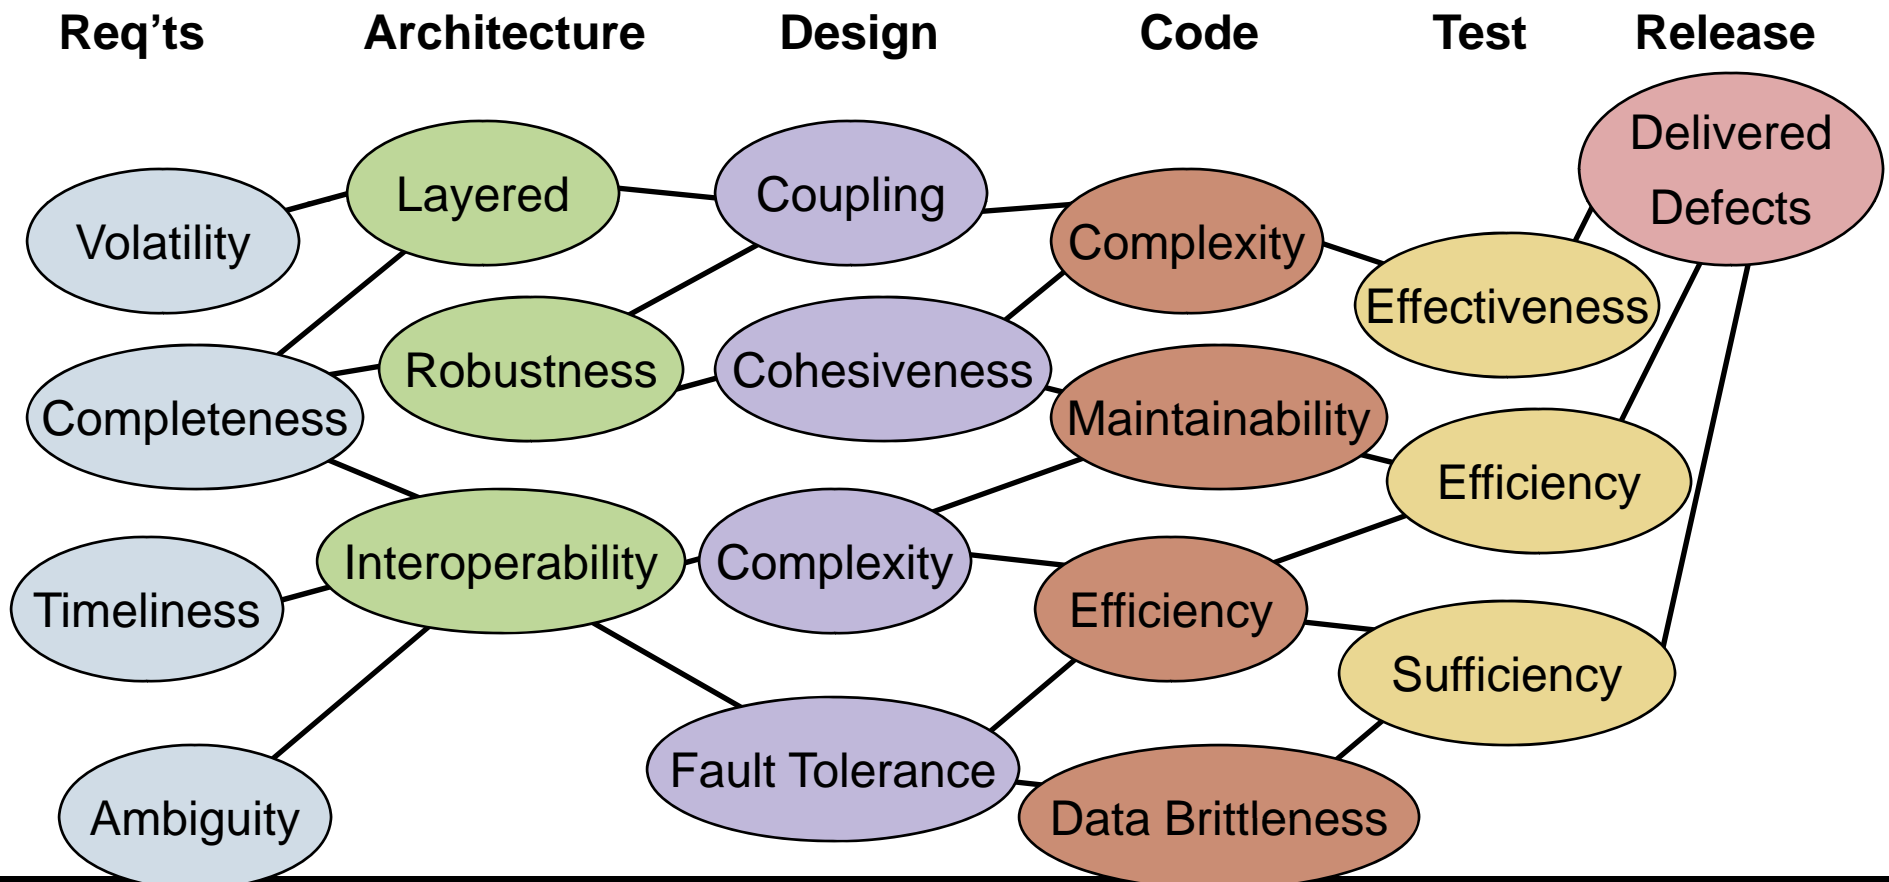 Req’ts
Architecture
Design
Code
Test
Release
Volatility
Completeness
Timeliness
Ambiguity
Layered
Robustness
Interoperability
Coupling
Cohesiveness
Complexity
Fault Tolerance
Complexity
Maintainability
Efficiency
Data Brittleness
Effectiveness
Efficiency
Sufficiency
Delivered
Defects